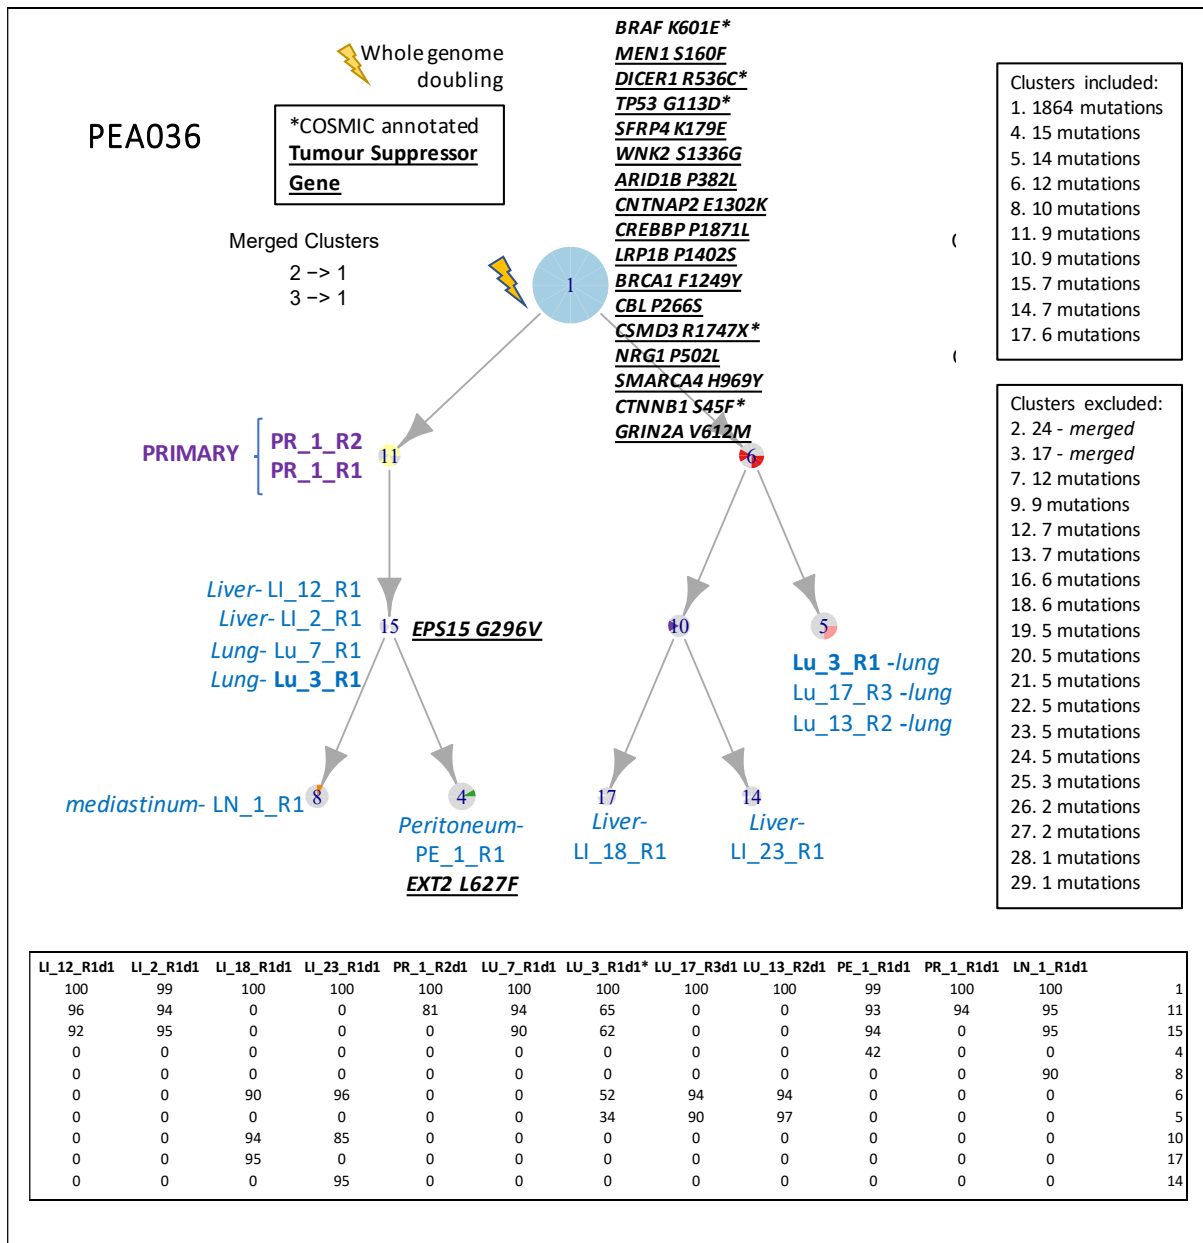 PEA036
Whole genome
doubling
*COSMIC annotated
Tumour Suppressor
Gene
Merged Clusters
2 −> 1
3 −> 1
BRAF K601E*
MEN1 S160F
DICER1 R536C*
TP53 G113D*
SFRP4 K179E
WNK2 S1336G
ARID1B P382L
CNTNAP2 E1302K
CREBBP P1871L
LRP1B P1402S
BRCA1 F1249Y
CBL P266S
CSMD3 R1747X*
NRG1 P502L
SMARCA4 H969Y
CTNNB1 S45F*
GRIN2A V612M
1
PRIMARY
PR_1_R2
PR_1_R1
11
6
Liver- LI_12_R1
Liver- LI_2_R1
Lung- Lu_7_R1
Lung- Lu_3_R1
15
EPS15 G296V
10
5
Lu_3_R1 -lung
Lu_17_R3 -lung
Lu_13_R2 -lung
mediastinum- LN_1_R1
8
4
Peritoneum-
PE_1_R1
EXT2 L627F
17
Liver-
LI_18_R1
14
Liver-
LI_23_R1
Clusters included:
1. 1864 mutations
4. 15 mutations
5. 14 mutations
6. 12 mutations
8. 10 mutations
11. 9 mutations
10. 9 mutations
15. 7 mutations
14. 7 mutations
17. 6 mutations
Clusters excluded:
2. 24 - merged
3. 17 - merged
7. 12 mutations
9. 9 mutations
12. 7 mutations
13. 7 mutations
16. 6 mutations
18. 6 mutations
19. 5 mutations
20. 5 mutations
21. 5 mutations
22. 5 mutations
23. 5 mutations
24. 5 mutations
25. 3 mutations
26. 2 mutations
27. 2 mutations
28. 1 mutations
29. 1 mutations
LI_12_R1d1 LI_2_R1d1 LI_18_R1d1 LI_23_R1d1 PR_1_R2d1 LU_7_R1d1 LU_3_R1d1* LU_17_R3d1 LU_13_R2d1 PE_1_R1d1 PR_1_R1d1 LN_1_R1d1
100 99 100 100 100 100 100 100 100 99 100 100 1
96 94 0 0 81 94 65 0 0 93 94 95 11
92 95 0 0 0 90 62 0 0 94 0 95 15
0 0 0 0 0 0 0 0 0 42 0 0 4
0 0 0 0 0 0 0 0 0 0 0 90 8
0 0 90 96 0 0 52 94 94 0 0 0 6
0 0 0 0 0 0 34 90 97 0 0 0 5
0 0 94 85 0 0 0 0 0 0 0 0 10
0 0 95 0 0 0 0 0 0 0 0 0 17
0 0 0 95 0 0 0 0 0 0 0 0 14